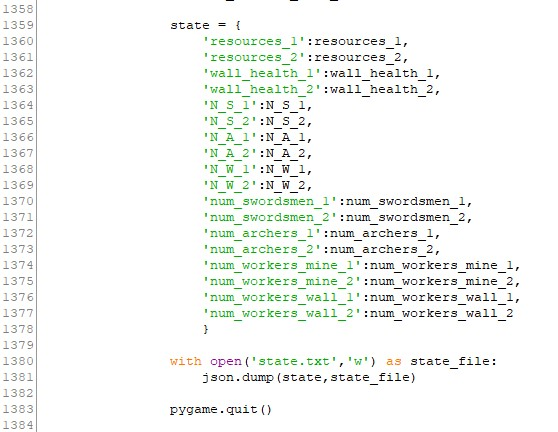 1358
1359 state = {
1360 'resources_1':resources_1,
1361 'resources_2':resources_2,
1362 'wall_health_1':wall_health_1,
1363 'wall_health_2':wall_health_2,
1364 'N_S_1':N_S_1,
1365 'N_S_2':N_S_2,
1366 'N_A_1':N_A_1,
1367 'N_A_2':N_A_2,
1368 'N_W_1':N_W_1,
1369 'N_W_2':N_W_2,
1370 'num_swordsmen_1':num_swordsmen_1,
1371 'num_swordsmen_2':num_swordsmen_2,
1372 'num_archers_1':num_archers_1,
1373 'num_archers_2':num_archers_2,
1374 'num_workers_mine_1':num_workers_mine_1,
1375 'num_workers_mine_2':num_workers_mine_2,
1376 'num_workers_wall_1':num_workers_wall_1,
1377 'num_workers_wall_2':num_workers_wall_2
1378 }
1379
1380 with open('state.txt','w') as state_file:
1381 json.dump(state,state_file)
1382
1383 pygame.quit()
1384